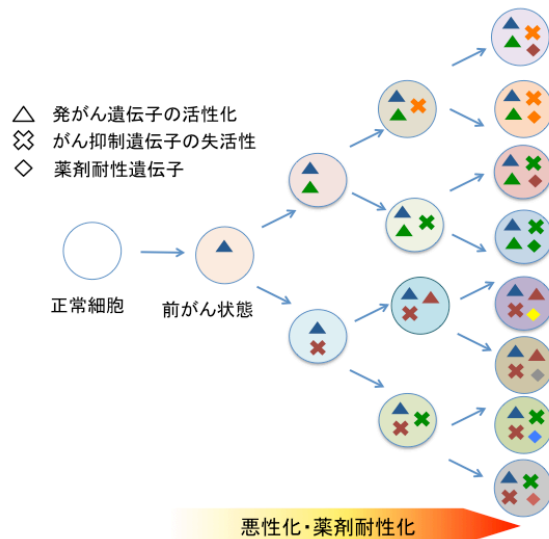 発がん遺伝子の活性化
がん抑制遺伝子の失活性
薬剤耐性遺伝子
正常細胞
前がん状態
悪性化・薬剤耐性化